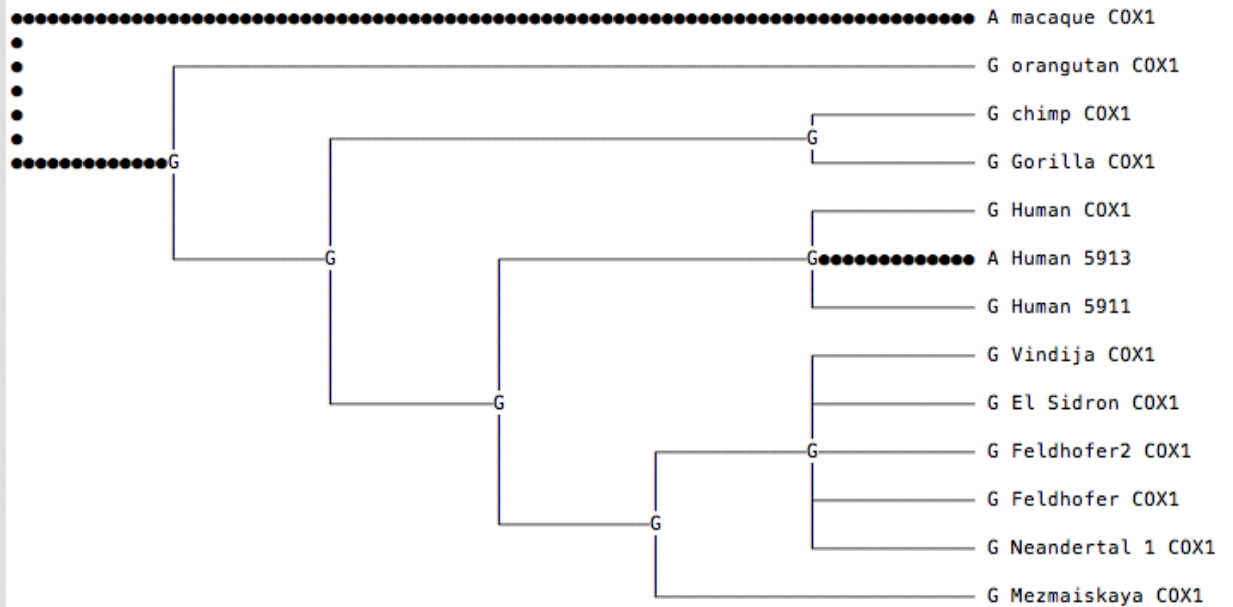 A macaque COX1
G orangutan COX1
G chimp COX1
G
G Gorilla COX1
G
G Human COX1
G
G
A Human 5913
G Human 5911
G Vindija COX1
G
G El Sidron COX1
G
G Feldhofer2 COX1
G Feldhofer COX1
G
G Neandertal 1 COX1
G Mezmaiskaya COX1